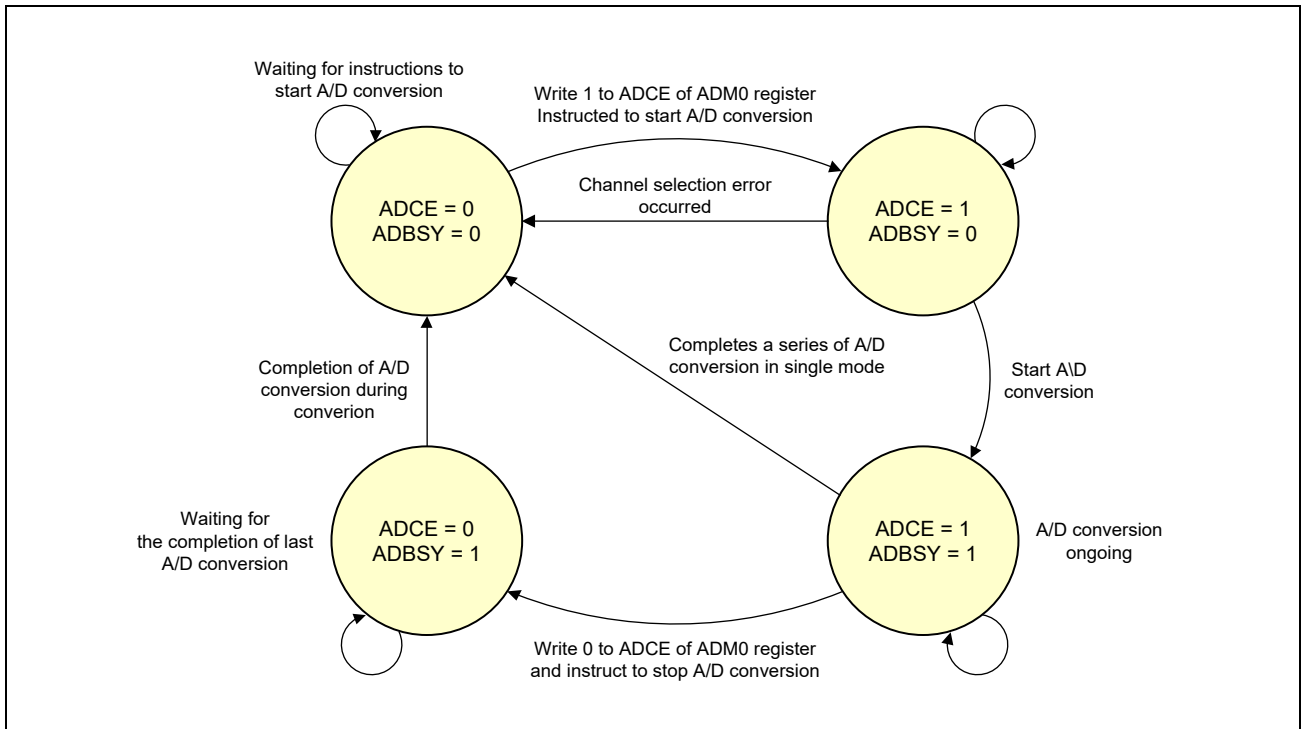 Waiting for instructions to
start A/D conversion
Write 1 to ADCE of ADM0 register
Instructed to start A/D conversion
Channel selection error
occurred
ADCE = 0
ADBSY = 0
ADCE = 1
ADBSY = 0
Completes a series of A/D
conversion in single mode
Start A\D
conversion
Completion of A/D
conversion during
converion
Waiting for
the completion of last
A/D conversion
ADCE = 0
ADBSY = 1
ADCE = 1
ADBSY = 1
A/D conversion
ongoing
Write 0 to ADCE of ADM0 register
and instruct to stop A/D conversion